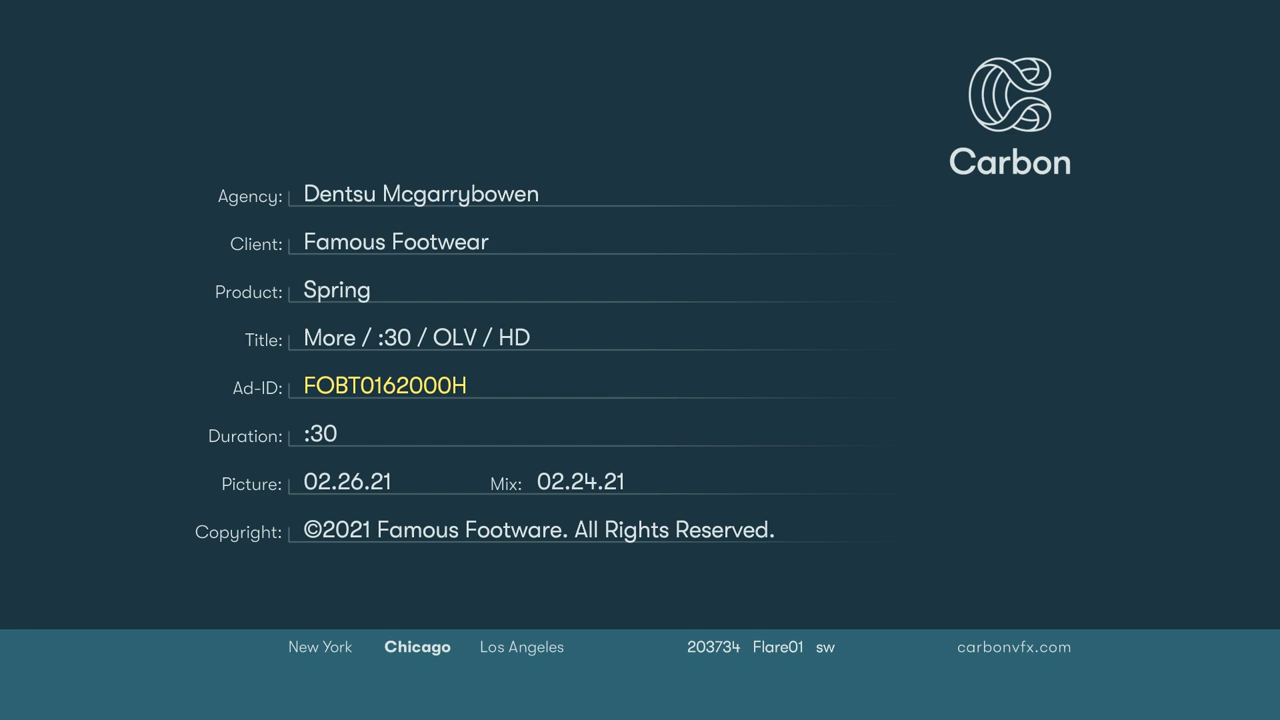 Carbon
Agency: Dentsu Mcgarrybowen
Client: Famous Footwear
Product: Spring
Title: More / :30 / OLV / HD
Ad-ID: FOBT0162000H
Duration: :30
Picture: 02.26.21 Mix: 02.24.21
Copyright: ©2021 Famous Footware. All Rights Reserved.
New York Chicago Los Angeles 203734 Flare01 sw carbonvfx.com